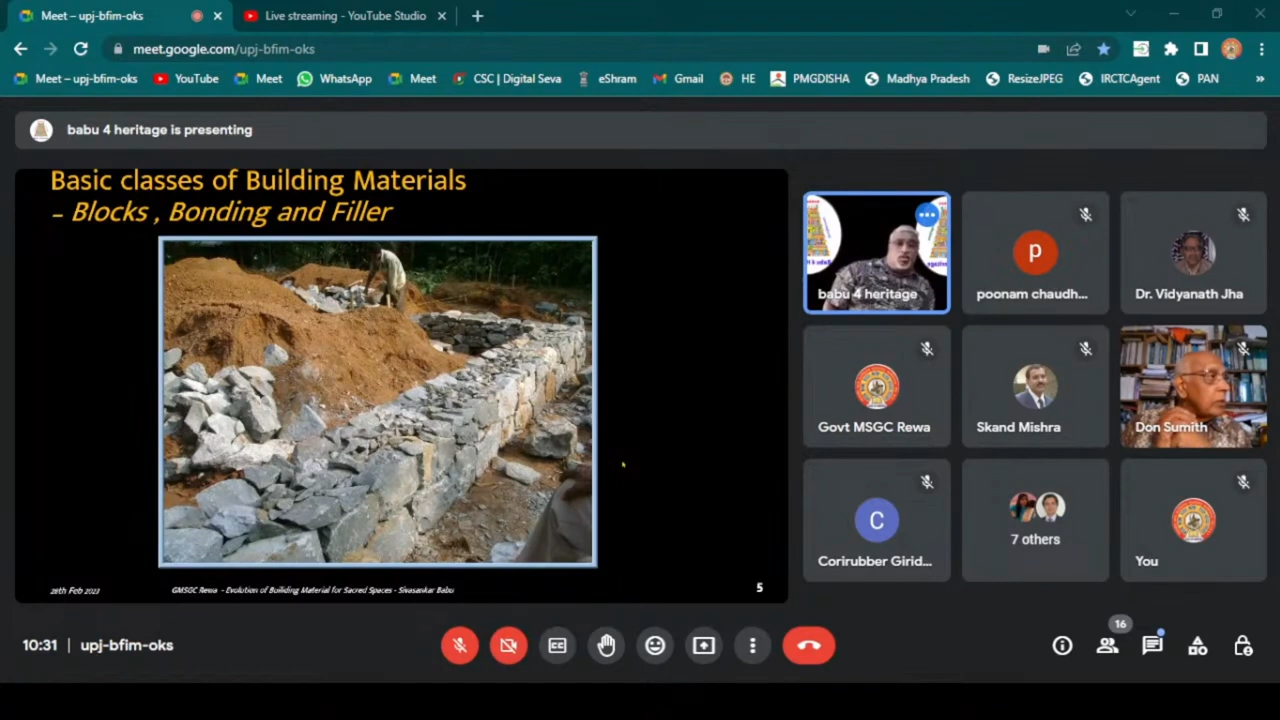 Meet – upj-bfim-oks
Live streaming - YouTube Studio
meet.google.com/upj-bfim-oks
Meet – upj-bfim-oks
YouTube
Meet
WhatsApp
Meet
CSC | Digital Seva
eShram
Gmail
HE
PMGDISHA
Madhya Pradesh
ResizeJPEG
IRCTCAgent
PAN
»
babu 4 heritage is presenting
Basic classes of Building Materials
– Blocks , Bonding and Filler
28th Feb 2023
GMSGC Rewa - Evolution of Building Material for Sacred Spaces - Sivasankar Babu
5
babu 4 heritage
p
poonam chaudh...
Dr. Vidyanath Jha
Govt MSGC Rewa
Skand Mishra
Don Sumith
C
Corirubber Girid...
7 others
You
10:31 | upj-bfim-oks
CC
16